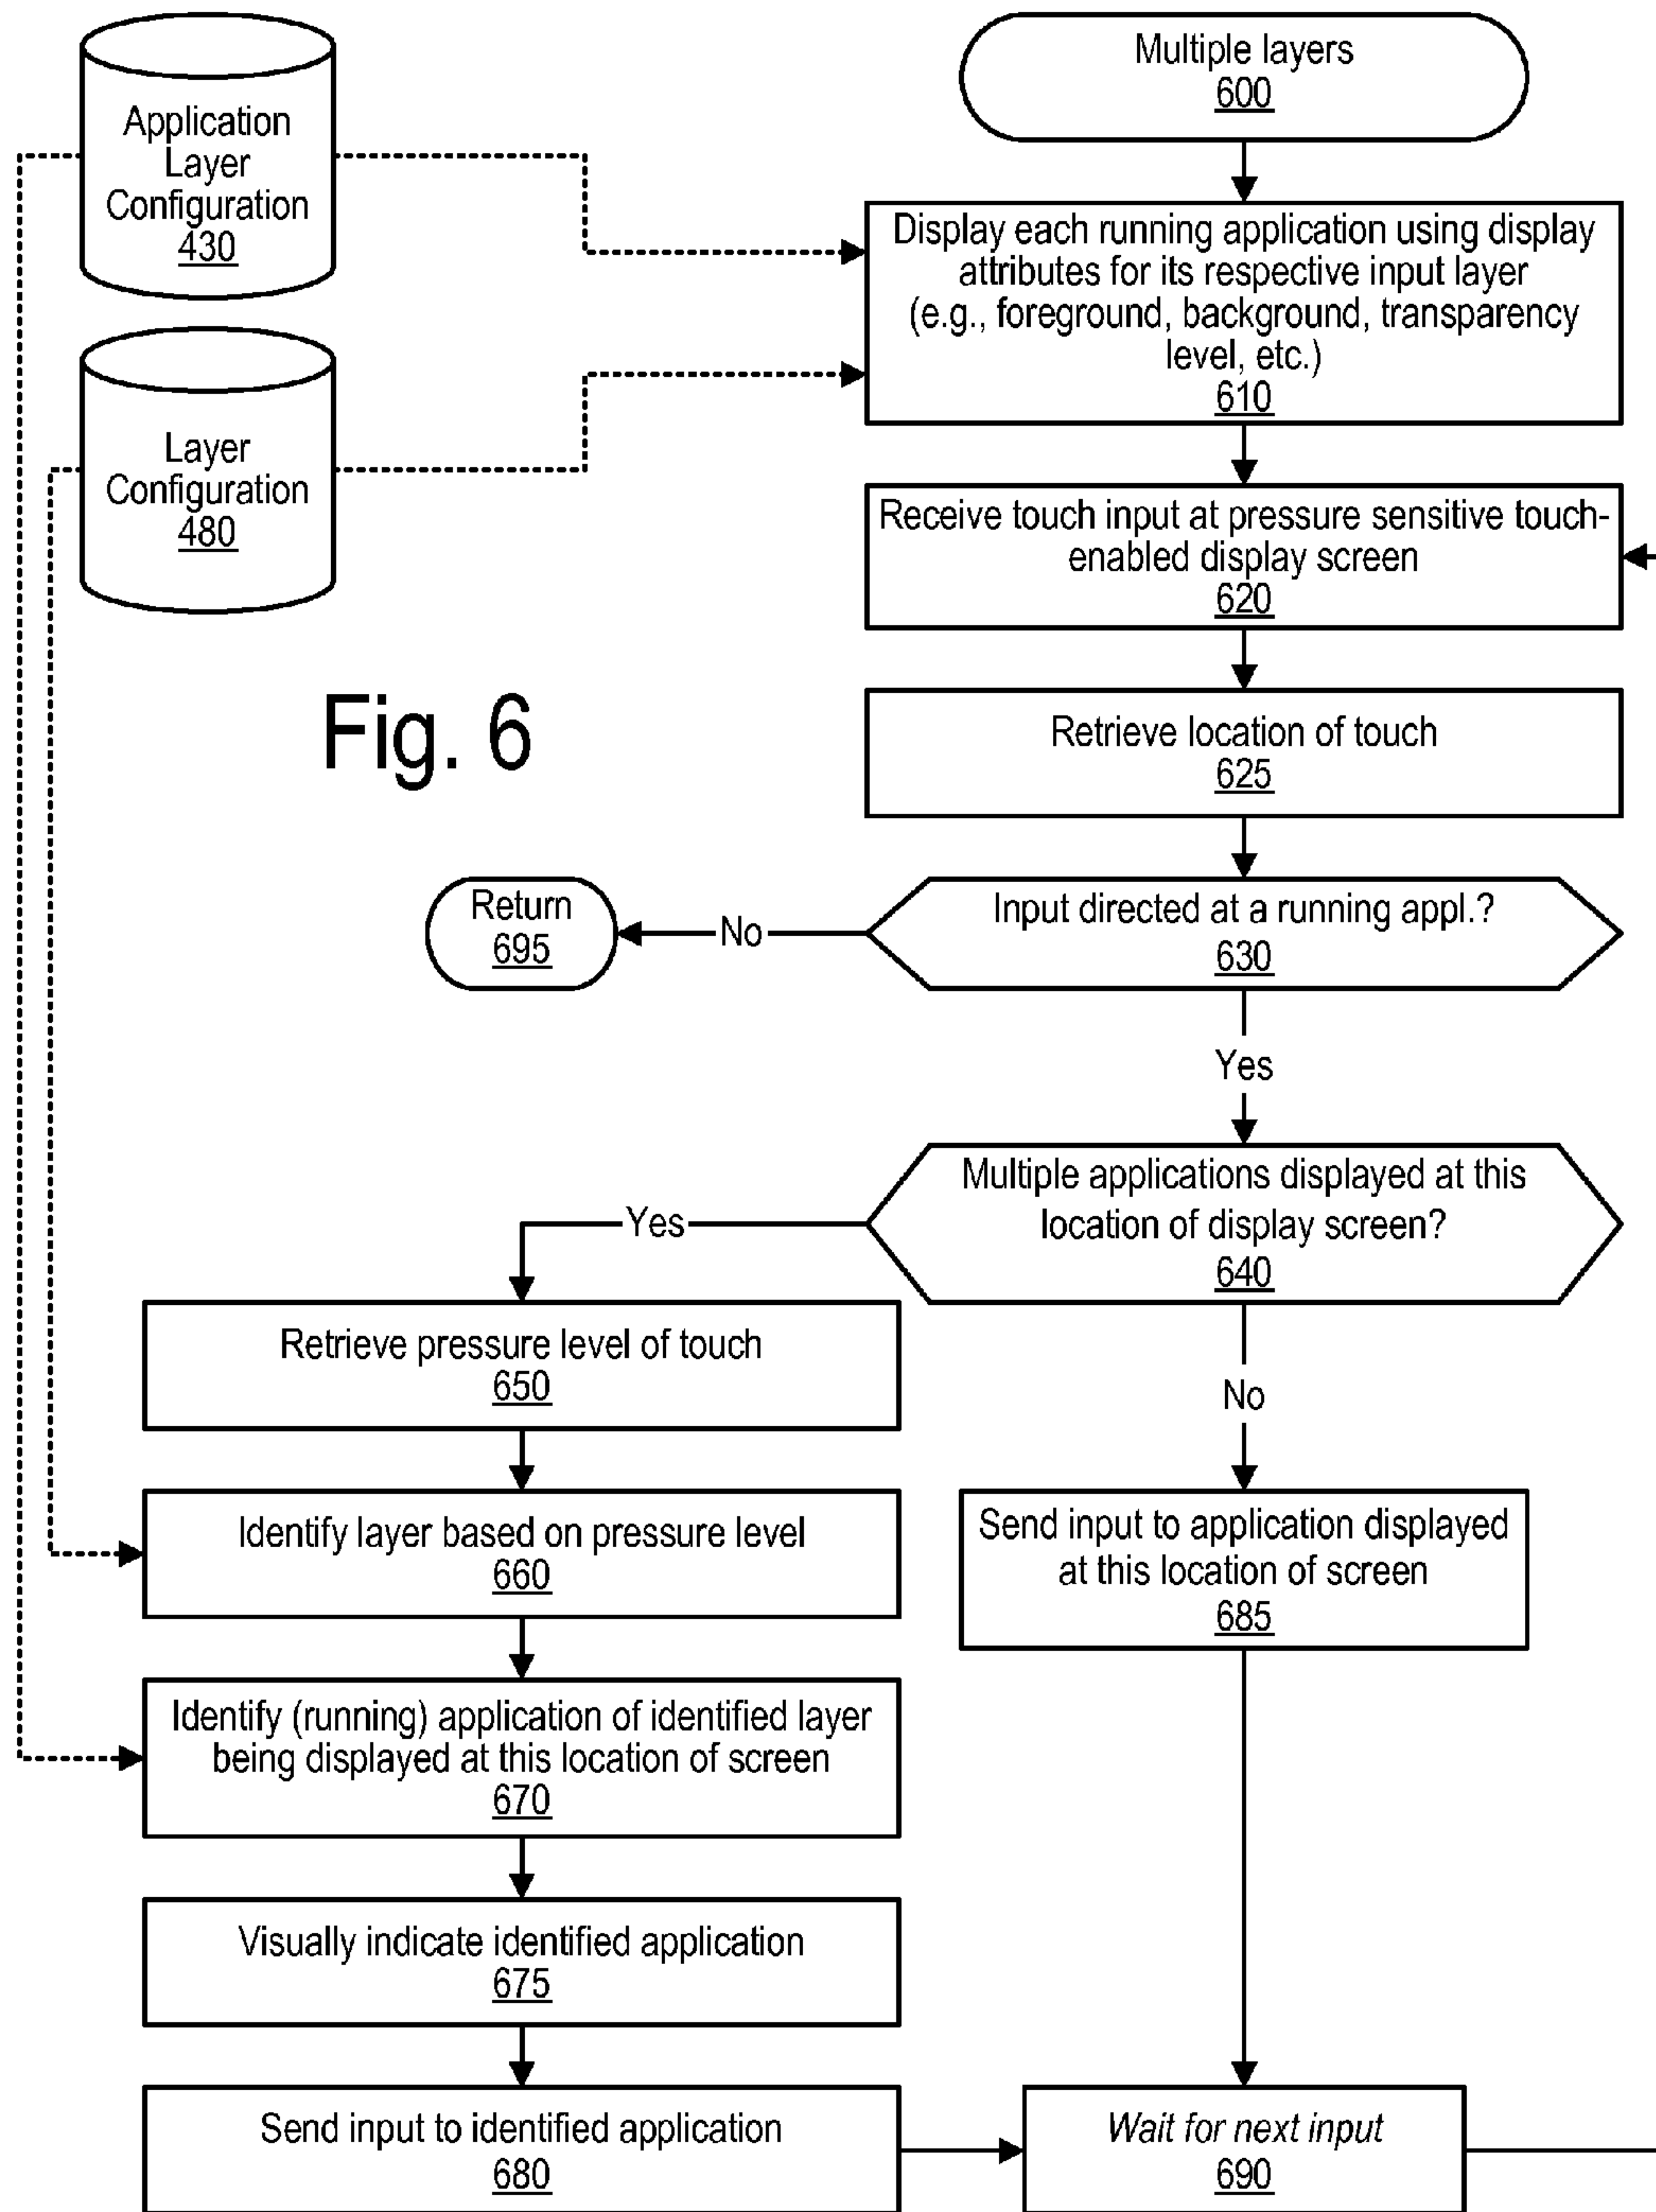 Application
Layer
Configuration
430
Layer
Configuration
480
Fig. 6
Multiple layers
600
Display each running application using display
attributes for its respective input layer
(e.g., foreground, background, transparency
level, etc.)
610
Receive touch input at pressure sensitive touch-
enabled display screen
620
Retrieve location of touch
625
Input directed at a running appl.?
630
No
Return
695
Yes
Multiple applications displayed at this
location of display screen?
640
Yes
Retrieve pressure level of touch
650
Identify layer based on pressure level
660
Identify (running) application of identified layer
being displayed at this location of screen
670
Visually indicate identified application
675
Send input to identified application
680
No
Send input to application displayed
at this location of screen
685
Wait for next input
690